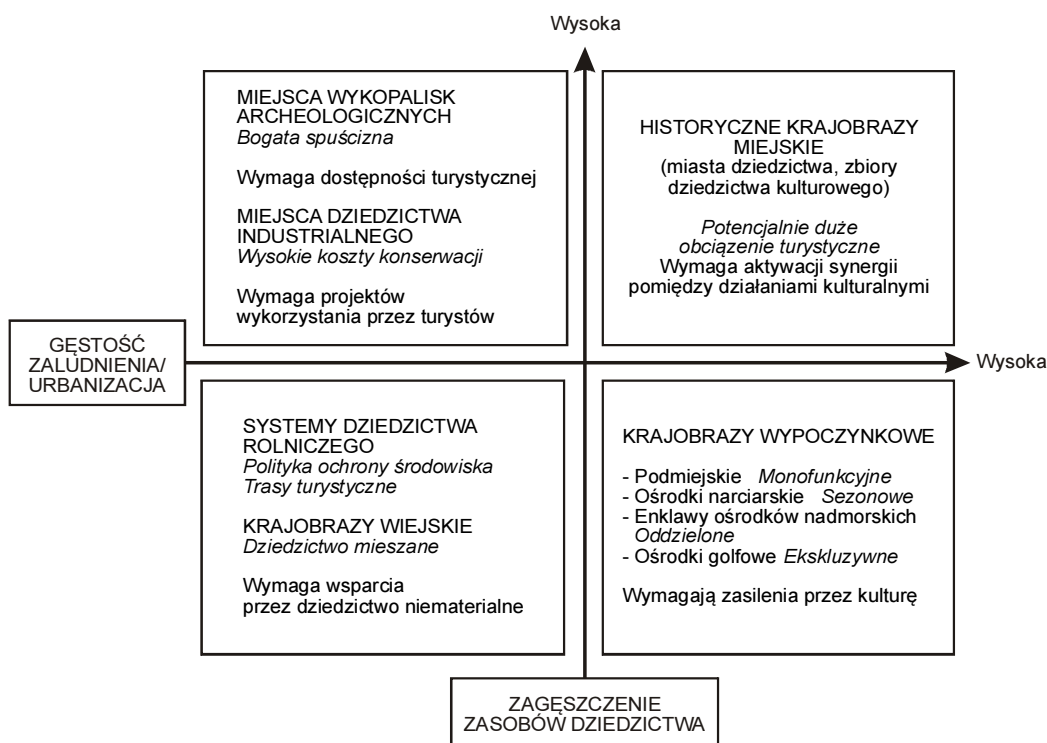 Wysoka
MIEJSCA WYKOPALISK
ARCHEOLOGICZNYCH
Bogata spuścizna
Wymaga dostępności turystycznej
MIEJSCA DZIEDZICTWA
INDUSTRIALNEGO
Wysokie koszty konserwacji
Wymaga projektów
wykorzystania przez turystów
HISTORYCZNE KRAJOBRAZY
MIEJSKIE
(miasta dziedzictwa, zbiory
dziedzictwa kulturowego)
Potencjalnie duże
obciązenie turystyczne
Wymaga aktywacji synergii
pomiędzy działaniami kulturalnymi
GĘSTOŚĆ
ZALUDNIENIA/
URBANIZACJA
Wysoka
SYSTEMY DZIEDZICTWA
ROLNICZEGO
Polityka ochrony środowiska
Trasy turystyczne
KRAJOBRAZY WIEJSKIE
Dziedzictwo mieszane
Wymaga wsparcia
przez dziedzictwo niematerialne
KRAJOBRAZY WYPOCZYNKOWE
- Podmiejskie Monofunkcyjne
- Ośrodki narciarskie Sezonowe
- Enklawy ośrodków nadmorskich
Oddzielone
- Ośrodki golfowe Ekskluzywne
Wymagają zasilenia przez kulturę
ZAGĘSZCZENIE
ZASOBÓW DZIEDZICTWA